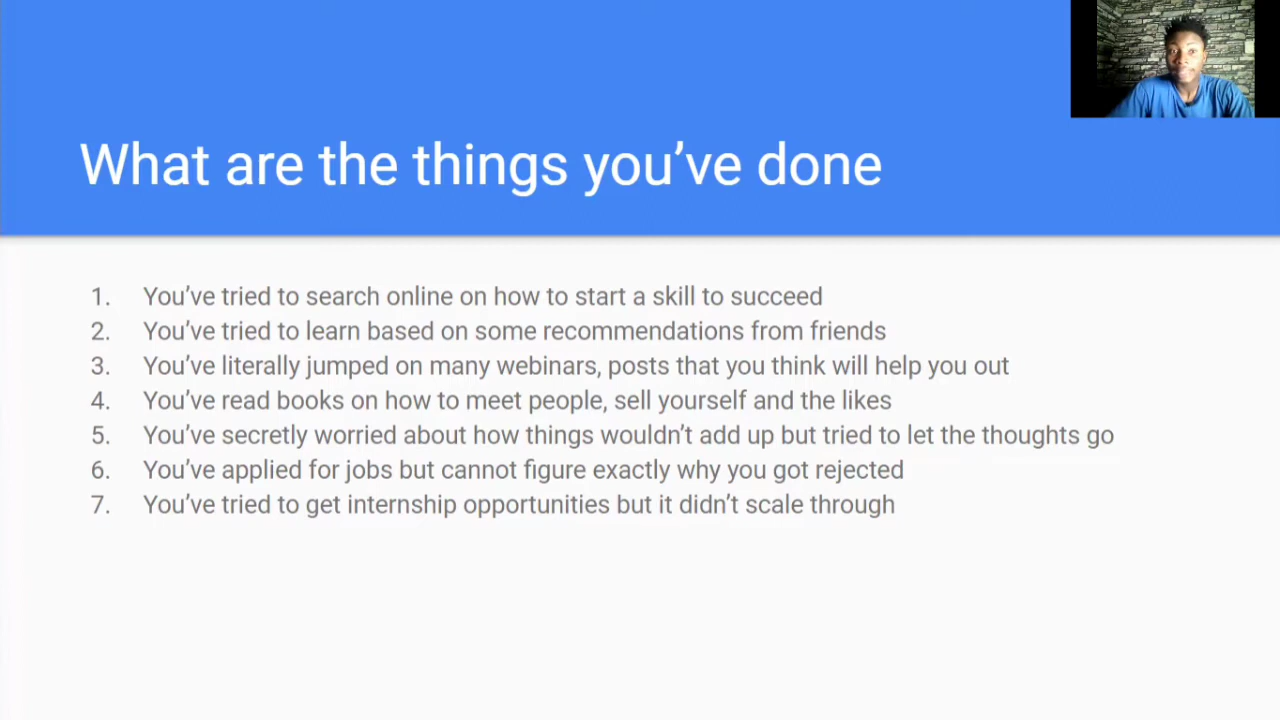 What are the things you’ve done
1. You’ve tried to search online on how to start a skill to succeed
2. You’ve tried to learn based on some recommendations from friends
3. You’ve literally jumped on many webinars, posts that you think will help you out
4. You’ve read books on how to meet people, sell yourself and the likes
5. You’ve secretly worried about how things wouldn’t add up but tried to let the thoughts go
6. You’ve applied for jobs but cannot figure exactly why you got rejected
7. You’ve tried to get internship opportunities but it didn’t scale through